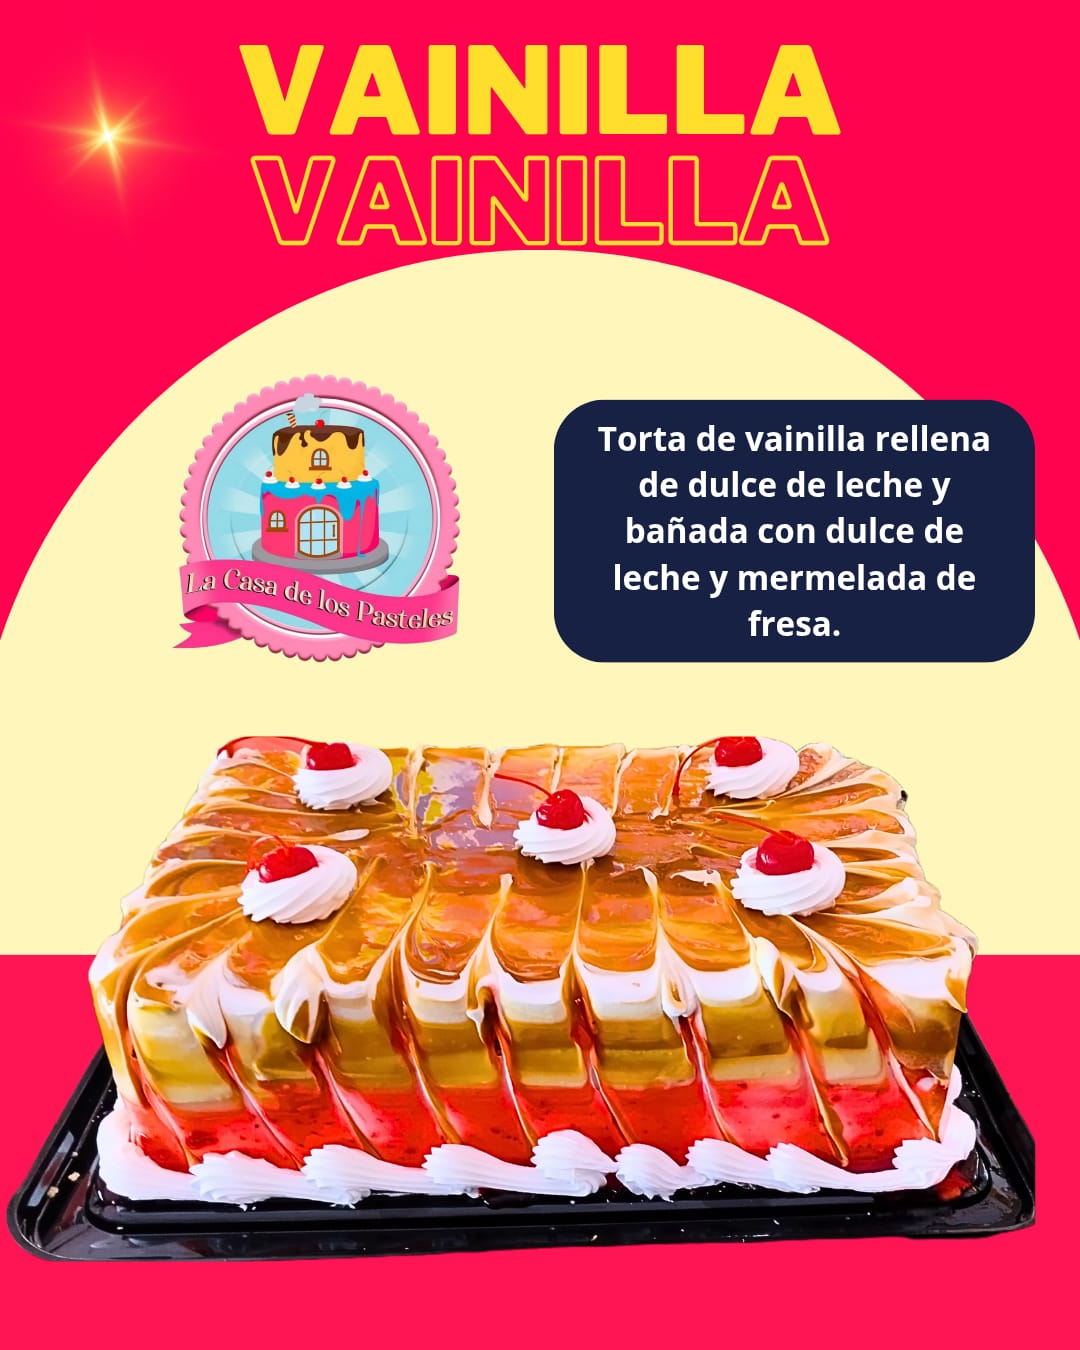 VAINILLA
VAINILLA
La Casa de los Pasteles
Torta de vainilla rellena
de dulce de leche y
bañada con dulce de
leche y mermelada de
fresa.